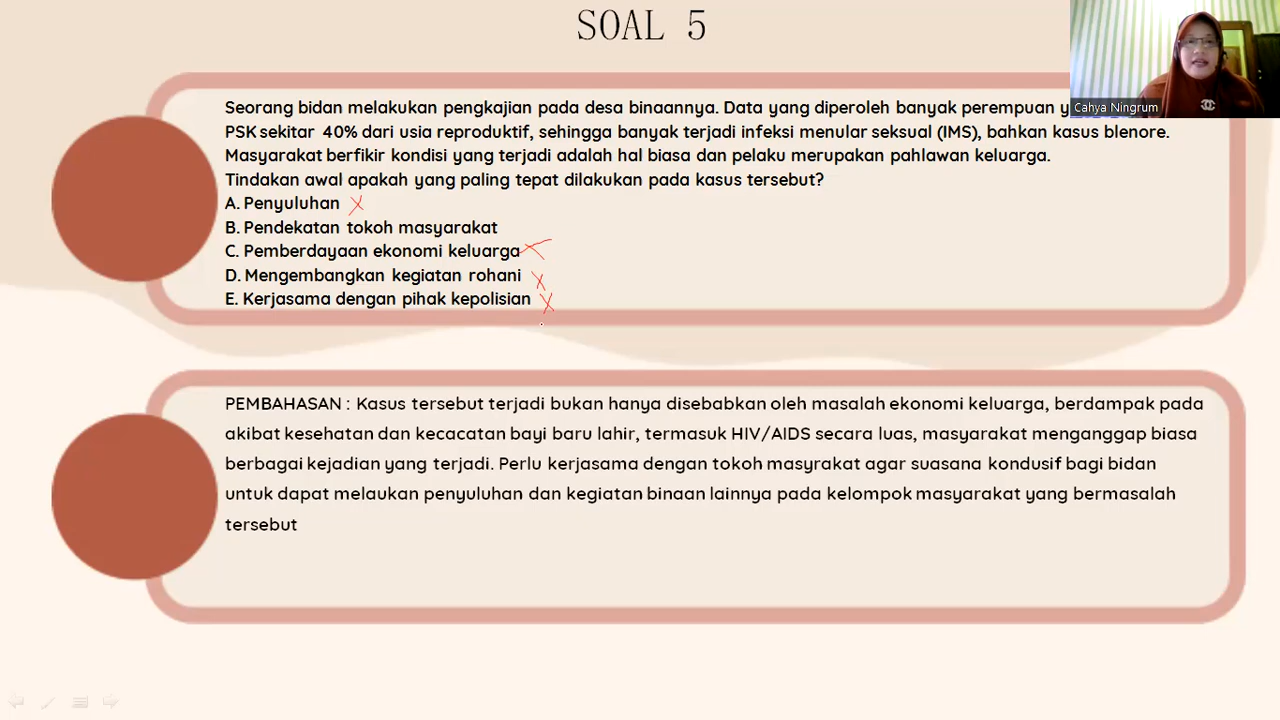 SOAL 5
Seorang bidan melakukan pengkajian pada desa binaannya. Data yang diperoleh banyak perempuan
Cahya Ningrum
PSK sekitar 40% dari usia reproduktif, sehingga banyak terjadi infeksi menular seksual (IMS), bahkan kasus blenore.
Masyarakat berfikir kondisi yang terjadi adalah hal biasa dan pelaku merupakan pahlawan keluarga.
Tindakan awal apakah yang paling tepat dilakukan pada kasus tersebut?
A. Penyuluhan
B. Pendekatan tokoh masyarakat
C. Pemberdayaan ekonomi keluarga
D. Mengembangkan kegiatan rohani
E. Kerjasama dengan pihak kepolisian
PEMBAHASAN : Kasus tersebut terjadi bukan hanya disebabkan oleh masalah ekonomi keluarga, berdampak pada
akibat kesehatan dan kecacatan bayi baru lahir, termasuk HIV/AIDS secara luas, masyarakat menganggap biasa
berbagai kejadian yang terjadi. Perlu kerjasama dengan tokoh masyrakat agar suasana kondusif bagi bidan
untuk dapat melaukan penyuluhan dan kegiatan binaan lainnya pada kelompok masyarakat yang bermasalah
tersebut